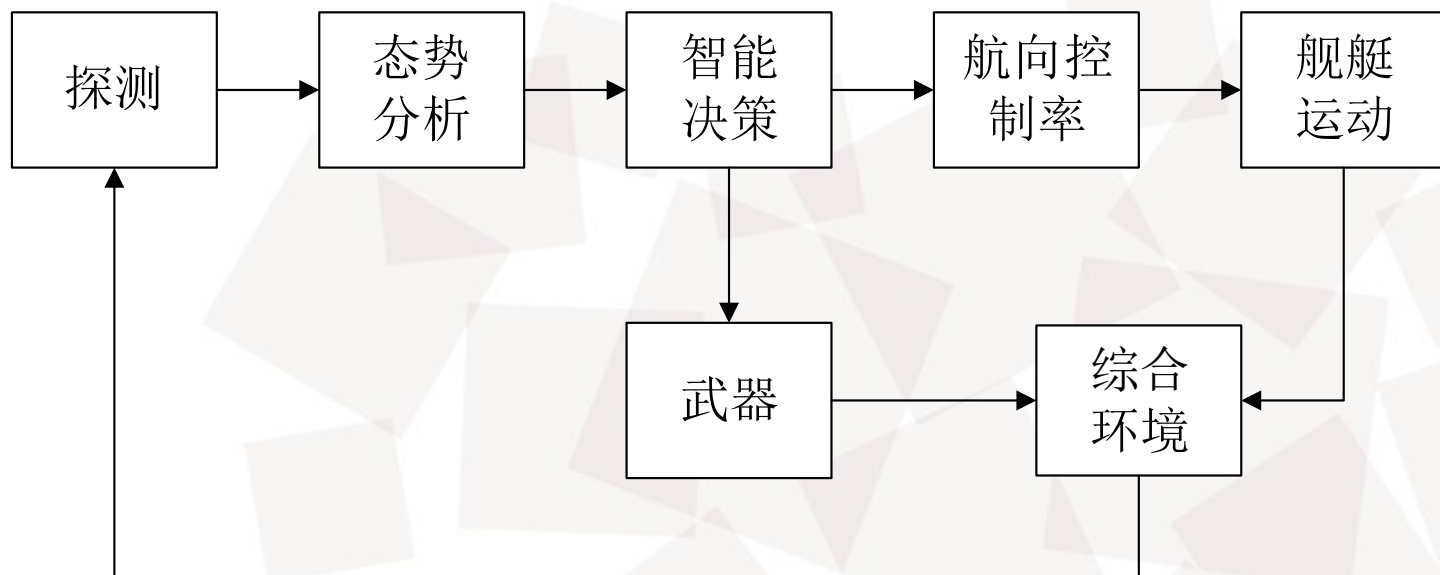 探测
态势
分析
智能
决策
航向控
制率
舰艇
运动
武器
综合
环境